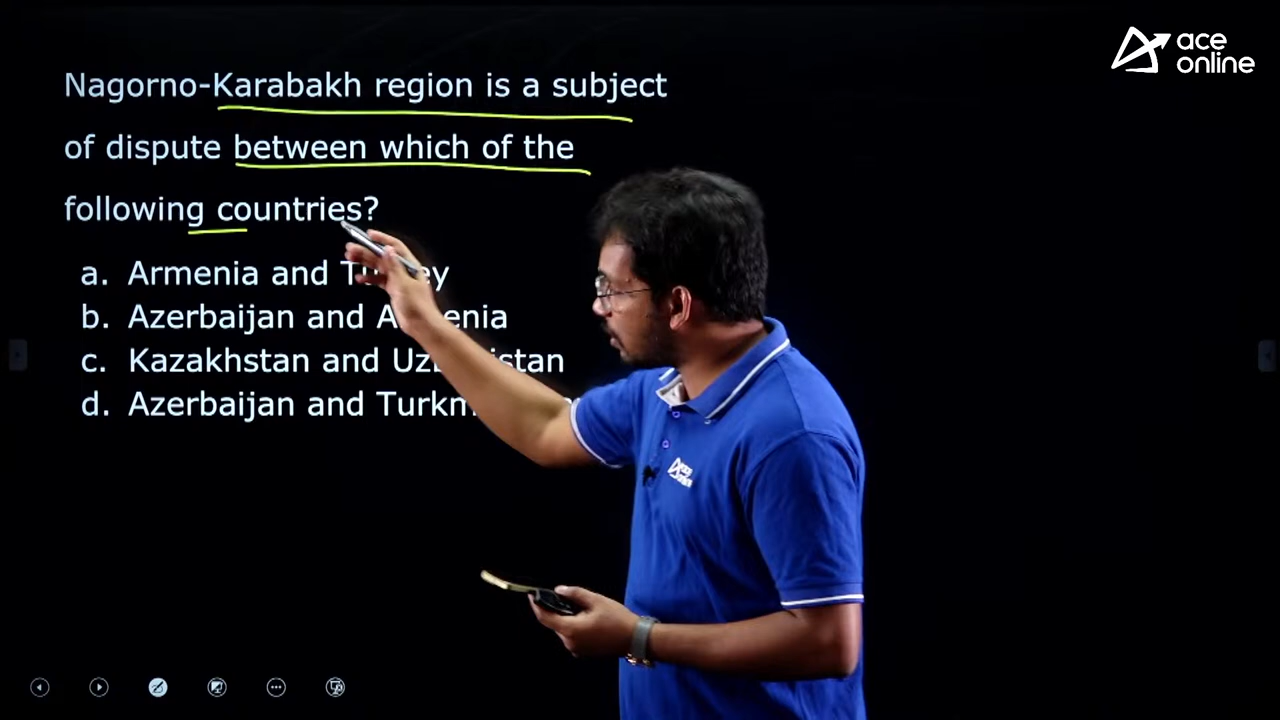 ace
online
Nagorno-Karabakh region is a subject
of dispute between which of the
following countries?
a. Armenia and
b. Azerbaijan and
c. Kazakhstan and
d. Azerbaijan and